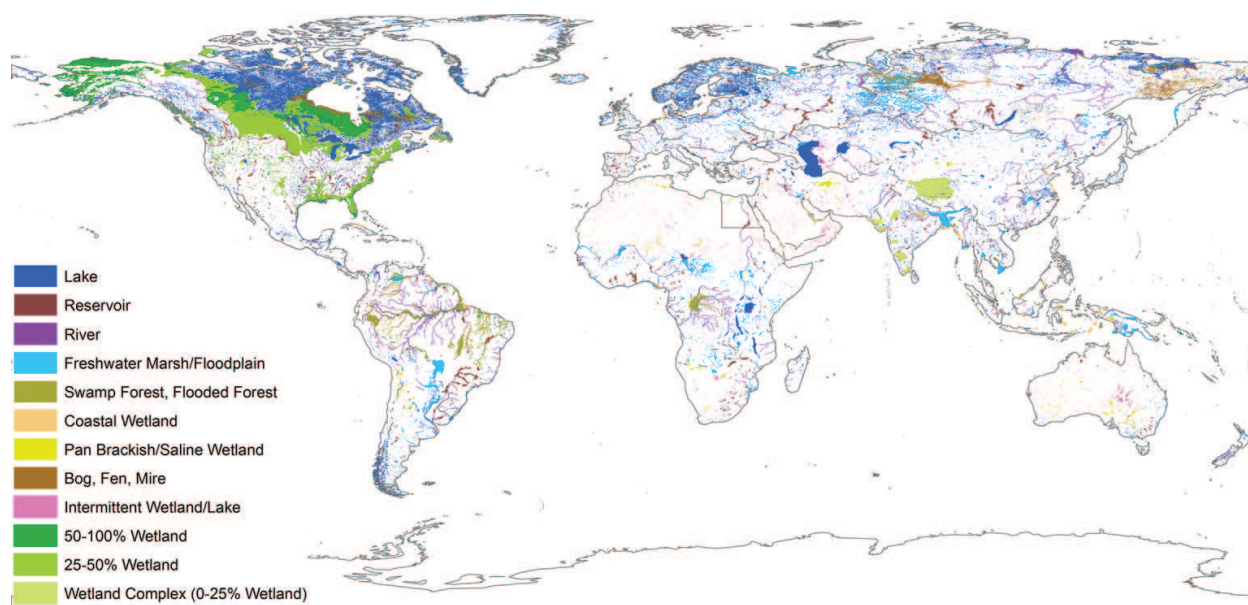 Lake
Reservoir
River
Freshwater Marsh/Floodplain
Swamp Forest, Flooded Forest
Coastal Wetland
Pan Brackish/Saline Wetland
Bog, Fen, Mire
Intermittent Wetland/Lake
50-100% Wetland
25-50% Wetland
Wetland Complex (0-25% Wetland)